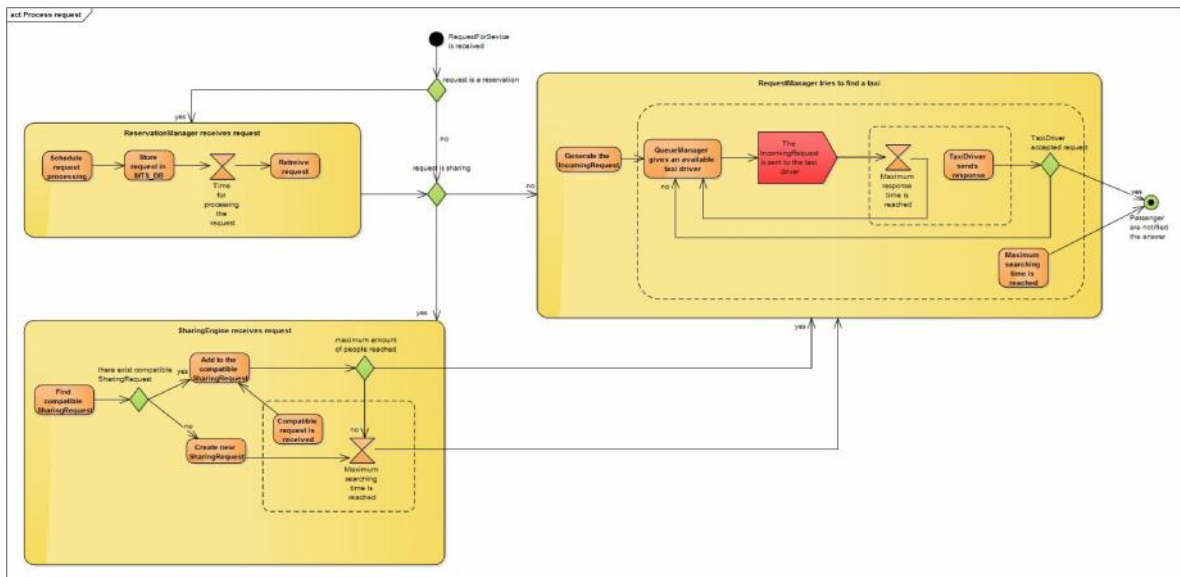 act Process request
RequestForSevice
is received
request is a reservation
yes
no
ReservationManager receives request
Schedule
request
processing
Store
request in
MTS_DB
Time
for
processing
the
request
Retreive
request
request is sharing
no
yes
RequestManager tries to find a taxi
Generate the
IncomingRequest
QueueManager
gives an available
taxi driver
The
IncomingRequest
is sent to the taxi
driver
Maximum
response
time is
reached
TaxiDriver
sends
response
TaxiDriver
accepted request
no
yes
Passenger
are notified
the answer
Maximum
searching
time is
reached
SharingEngine receives request
Find
compatible
SharingRequest
there exist compatible
SharingRequest
yes
no
Add to the
compatible
SharingRequest
Create new
SharingRequest
Compatible
request is
received
maximum amount
of people reached
yes
no
Maximum
searching
time is
reached